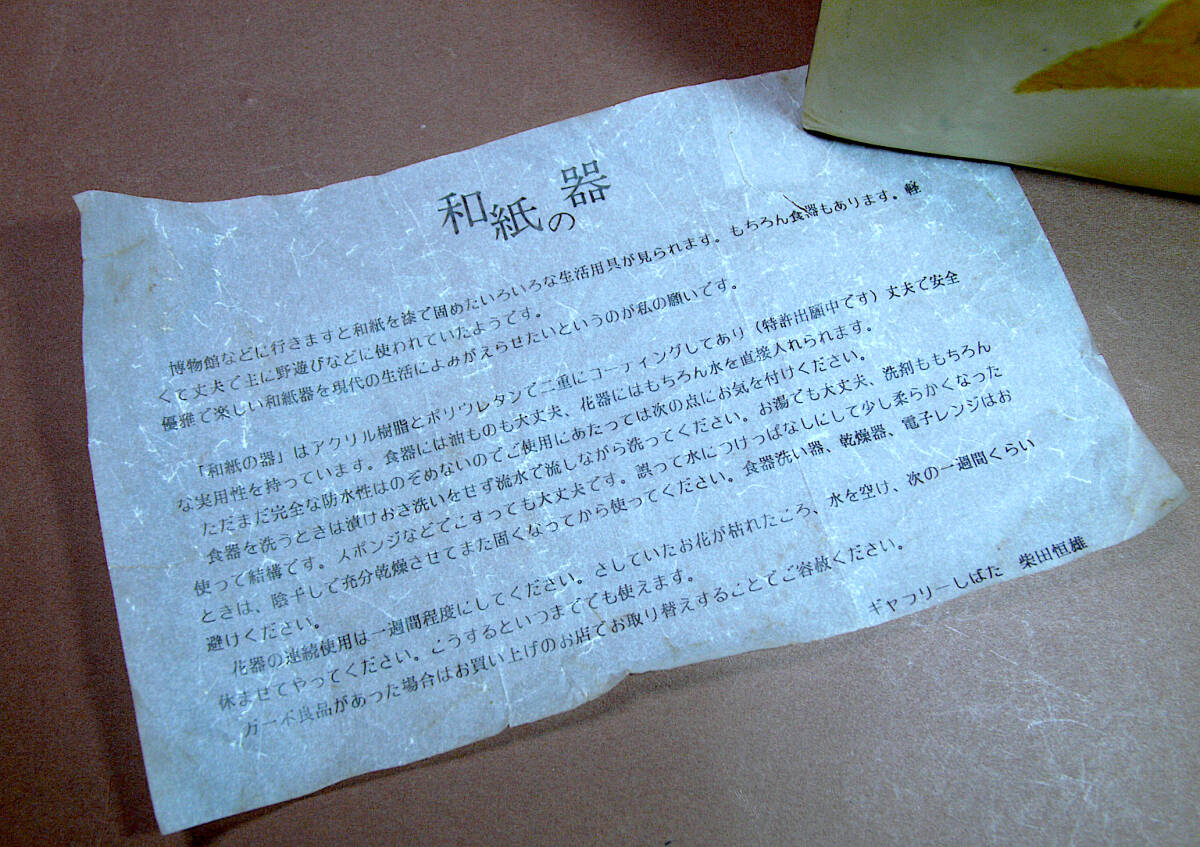 和紙の器
博物館などに行きますと和紙を漆で固めたいろいろな生活用具が見られます。もちろん食器もあります。軽
くて丈夫で主に野遊びなどに使われていたようです。
優雅で楽しい和紙器を現代の生活によみがえらせたいというのが私の願いです。
「和紙の器」はアクリル樹脂とポリウレタンで二重にコーティングしてあり（特許出願中です）丈夫で安全
な実用性を持っています。食器には油ものも大丈夫、花器にはもちろん水を直接入れられます。
ただまだ完全な防水性はのぞめないのでご使用にあたっては次の点にお気を付けください。
食器を洗うときは漬けおき洗いをせず流水で流しながら洗ってください。お湯でも大丈夫、洗剤ももちろん
使って結構です。スポンジなどでこすっても大丈夫です。誤って水につけっぱなしにして少し柔らかくなった
ときは、陰干しで充分乾燥させてまた固くなってから使ってください。食器洗い器、乾燥器、電子レンジはお
避けください。
花器の連続使用は一週間程度にしてください。さしていたお花が枯れたころ、水を空け、次の一週間くらい
休ませてやってください。こうするといつまででも使えます。
万一不良品があった場合はお買い上げのお店でお取り替えすることでご容赦ください。
ギャラリーしばた　柴田恒雄